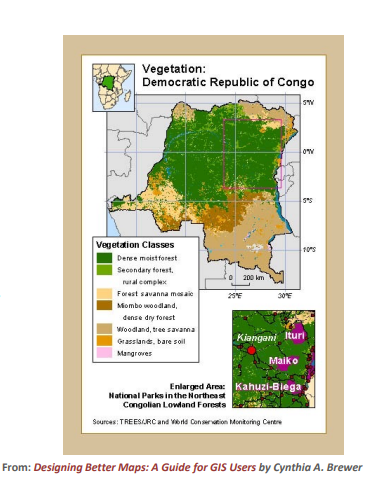 Vegetation:
Democratic Republic of Congo
5°W
0°W
5°S
10°S
25°E
30°E
0 200 km
Vegetation Classes
Dense moist forest
Secondary forest,
rural complex
Forest savanna mosaic
Miombo woodland,
dense dry forest
Woodland, tree savanna
Grasslands, bare soil
Mangroves
Kiangani
Ituri
Maiko
Kahuzi-Biega
Enlarged Area:
National Parks in the Northeast
Congolian Lowland Forests
Sources: TREES/JRC and World Conservation Monitoring Centre
From: Designing Better Maps: A Guide for GIS Users by Cynthia A. Brewer